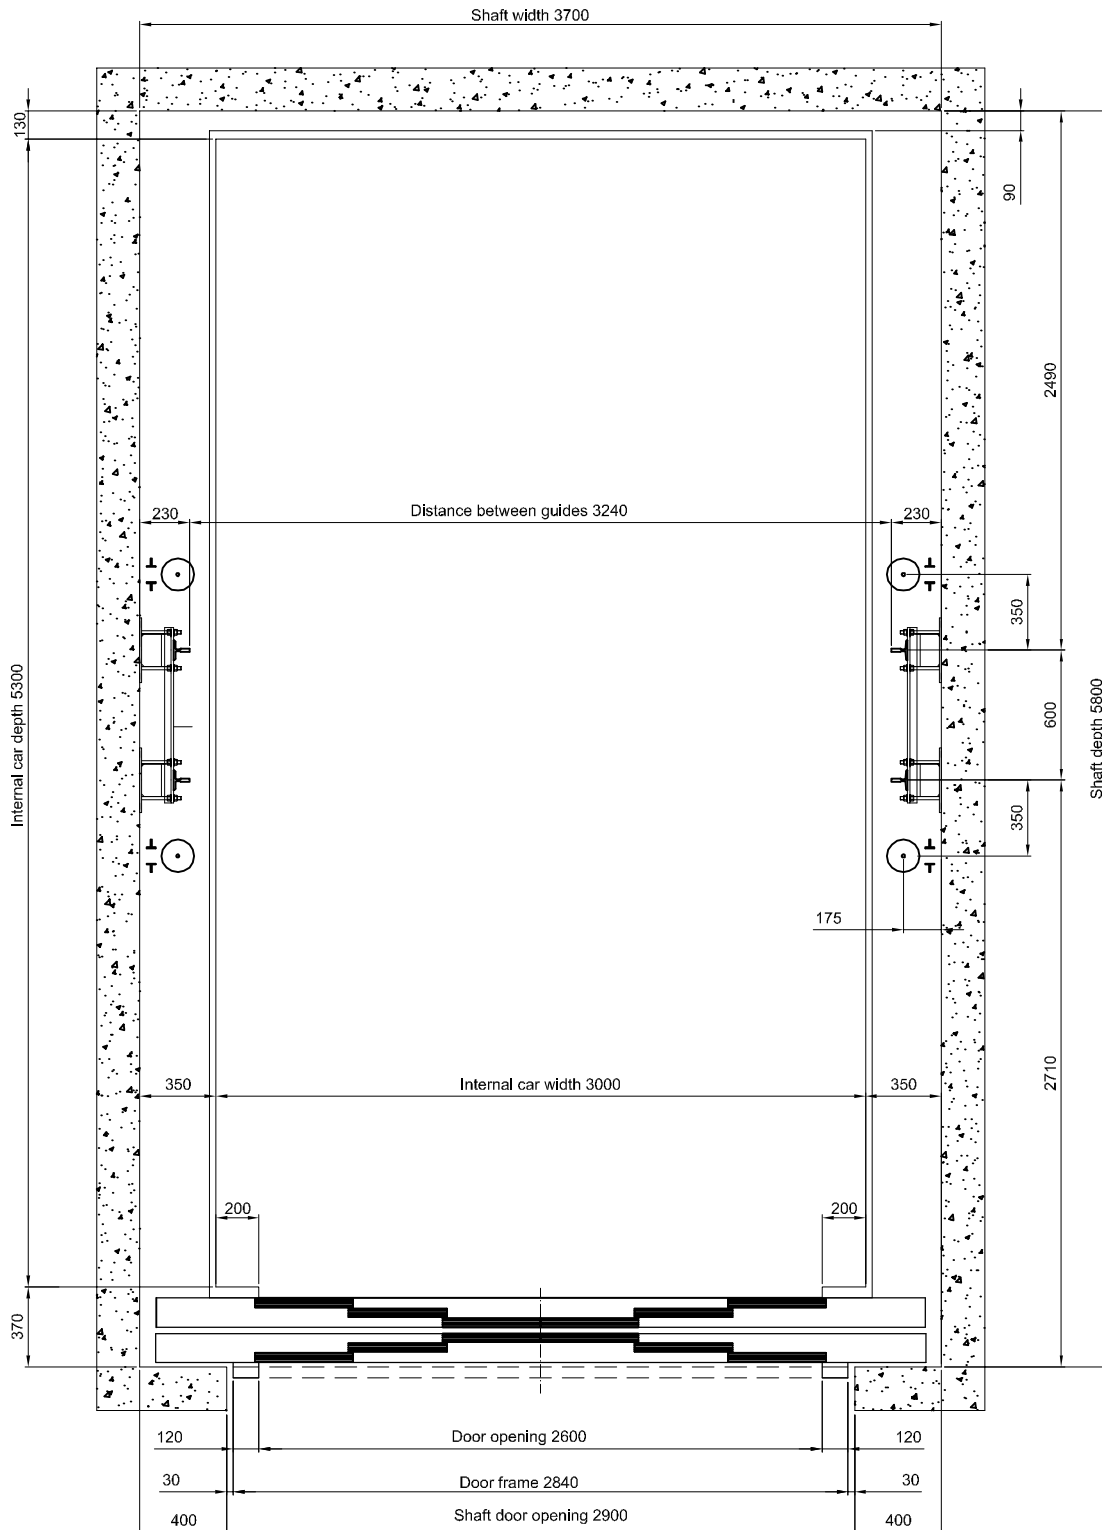 Shaft width 3700
130
90
2490
230
Distance between guides 3240
230
350
Internal car depth 5300
600
Shaft depth 5800
350
175
350
Internal car width 3000
350
2710
200
200
370
120
Door opening 2600
120
30
Door frame 2840
30
400
Shaft door opening 2900
400